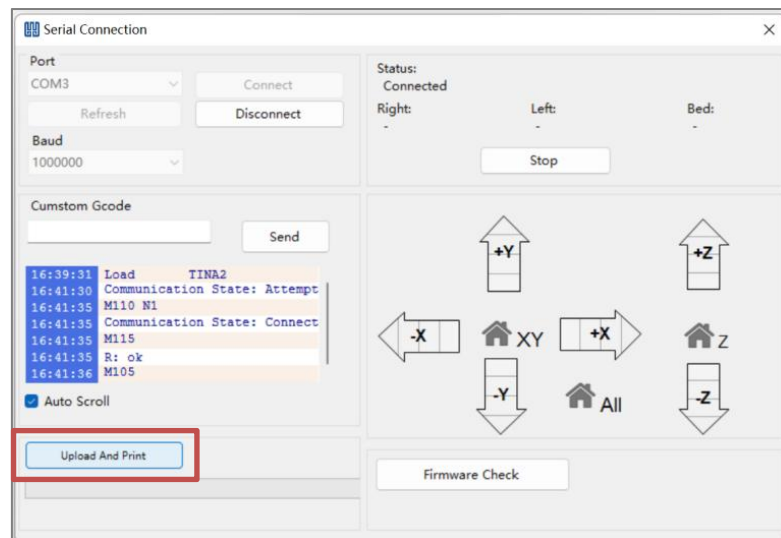 Serial Connection
Port
COM3
Connect
Refresh
Disconnect
Baud
1000000
Status:
Connected
Right:
Left:
Bed:
-
-
-
Stop
Cumstom Gcode
Send
16:39:31 Load TINA2
16:41:30 Communication State: Attempt
16:41:35 M110 N1
16:41:35 Communication State: Connect
16:41:35 M115
16:41:35 R: ok
16:41:36 M105
Auto Scroll
+Y
+Z
-X
XY
+X
Z
-Y
All
-Z
Upload And Print
Firmware Check